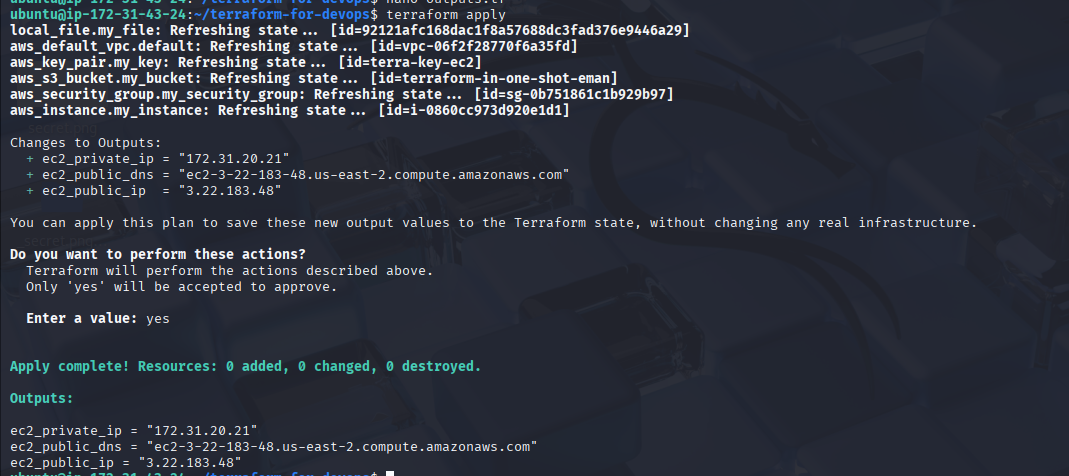 ubuntu@ip-172-31-43-24:~/terraform-for-devops$ nano outputs.tf
ubuntu@ip-172-31-43-24:~/terraform-for-devops$ terraform apply
local_file.my_file: Refreshing state... [id=92121afc168dac1f8a57688dc3fad376e9446a29]
aws_default_vpc.default: Refreshing state... [id=vpc-06f2f28770f6a35fd]
aws_key_pair.my_key: Refreshing state... [id=terra-key-ec2]
aws_s3_bucket.my_bucket: Refreshing state... [id=terraform-in-one-shot-eman]
aws_security_group.my_security_group: Refreshing state... [id=sg-0b751861c1b929b97]
aws_instance.my_instance: Refreshing state... [id=i-0860cc973d920e1d1]
Changes to Outputs:
+ ec2_private_ip = "172.31.20.21"
+ ec2_public_dns = "ec2-3-22-183-48.us-east-2.compute.amazonaws.com"
+ ec2_public_ip = "3.22.183.48"
You can apply this plan to save these new output values to the Terraform state, without changing any real infrastructure.
Do you want to perform these actions?
Terraform will perform the actions described above.
Only 'yes' will be accepted to approve.
Enter a value: yes
Apply complete! Resources: 0 added, 0 changed, 0 destroyed.
Outputs:
ec2_private_ip = "172.31.20.21"
ec2_public_dns = "ec2-3-22-183-48.us-east-2.compute.amazonaws.com"
ec2_public_ip = "3.22.183.48"
ubuntu@ip-172-31-43-24:~/terraform-for-devops$